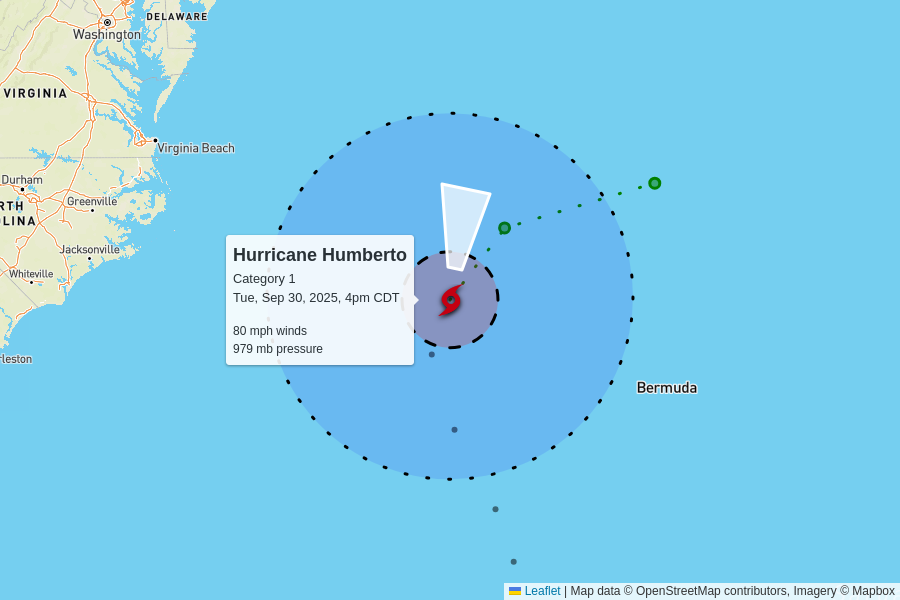 DELAWARE
Washington
VIRGINIA
Virginia Beach
Durham
Greenville
RTH
LINA
Jacksonville
Whiteville
rleston
Hurricane Humberto
Category 1
Tue, Sep 30, 2025, 4pm CDT
80 mph winds
979 mb pressure
Bermuda
Leaflet | Map data © OpenStreetMap contributors, Imagery © Mapbox